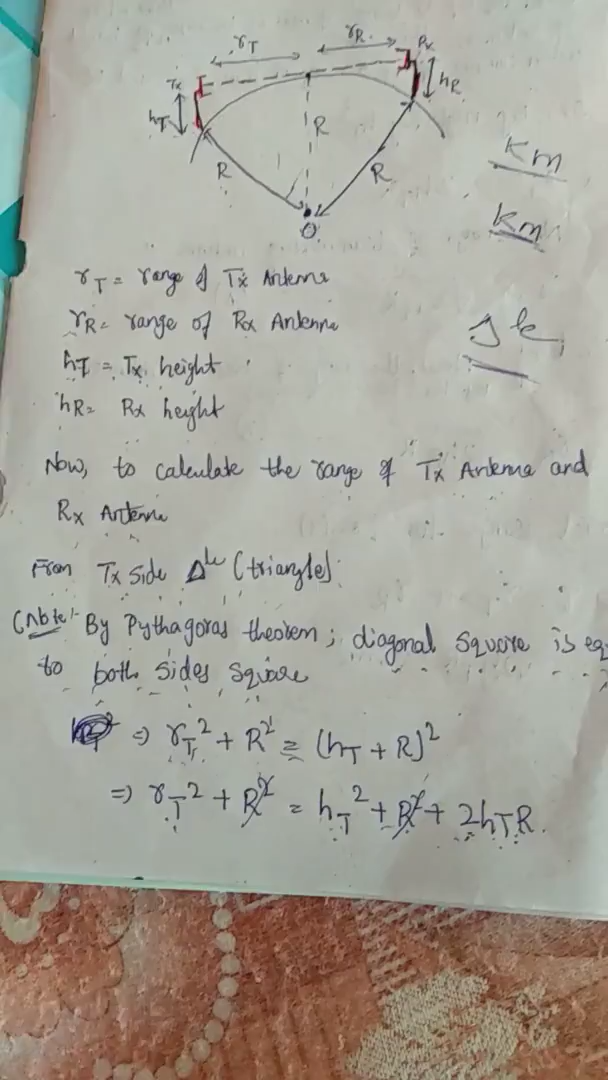 rT
rR
Tx
Rx
hT
hR
R
R
R
O
Km
Km
rT = range of Tx Antenna
rR = range of Rx Antenna
hT = Tx height
hR = Rx height
Now, to calculate the range of Tx Antenna and
Rx Antenna
From Tx side Δle (triangle)
(Note:- By Pythagoras theorem; diagonal square is eq
to both sides square
⇒ rT² + R² = (hT + R)²
⇒ rT² + R² = hT² + R² + 2hTR.